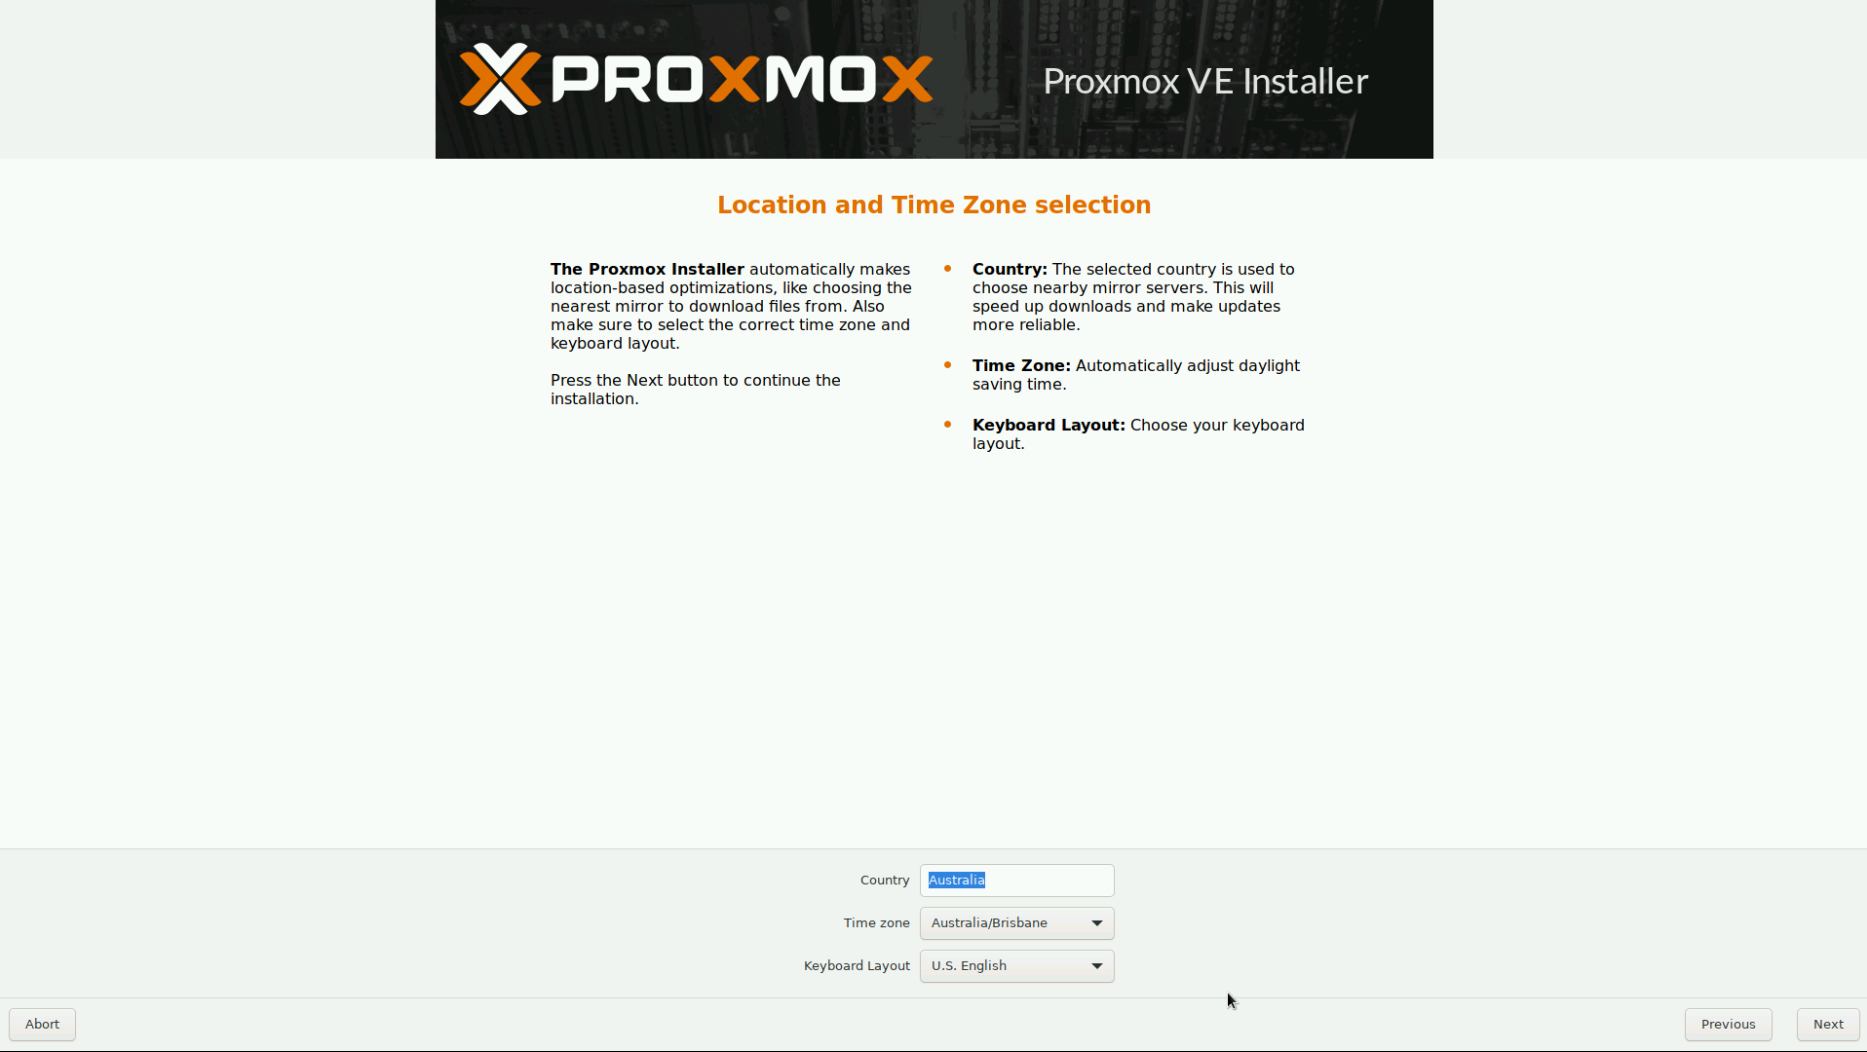 PROXMOX
Proxmox VE Installer
Location and Time Zone selection
The Proxmox Installer automatically makes
location-based optimizations, like choosing the
nearest mirror to download files from. Also
make sure to select the correct time zone and
keyboard layout.
Press the Next button to continue the
installation.
Country: The selected country is used to
choose nearby mirror servers. This will
speed up downloads and make updates
more reliable.
Time Zone: Automatically adjust daylight
saving time.
Keyboard Layout: Choose your keyboard
layout.
Country Australia
Time zone Australia/Brisbane
Keyboard Layout U.S. English
Abort Previous Next